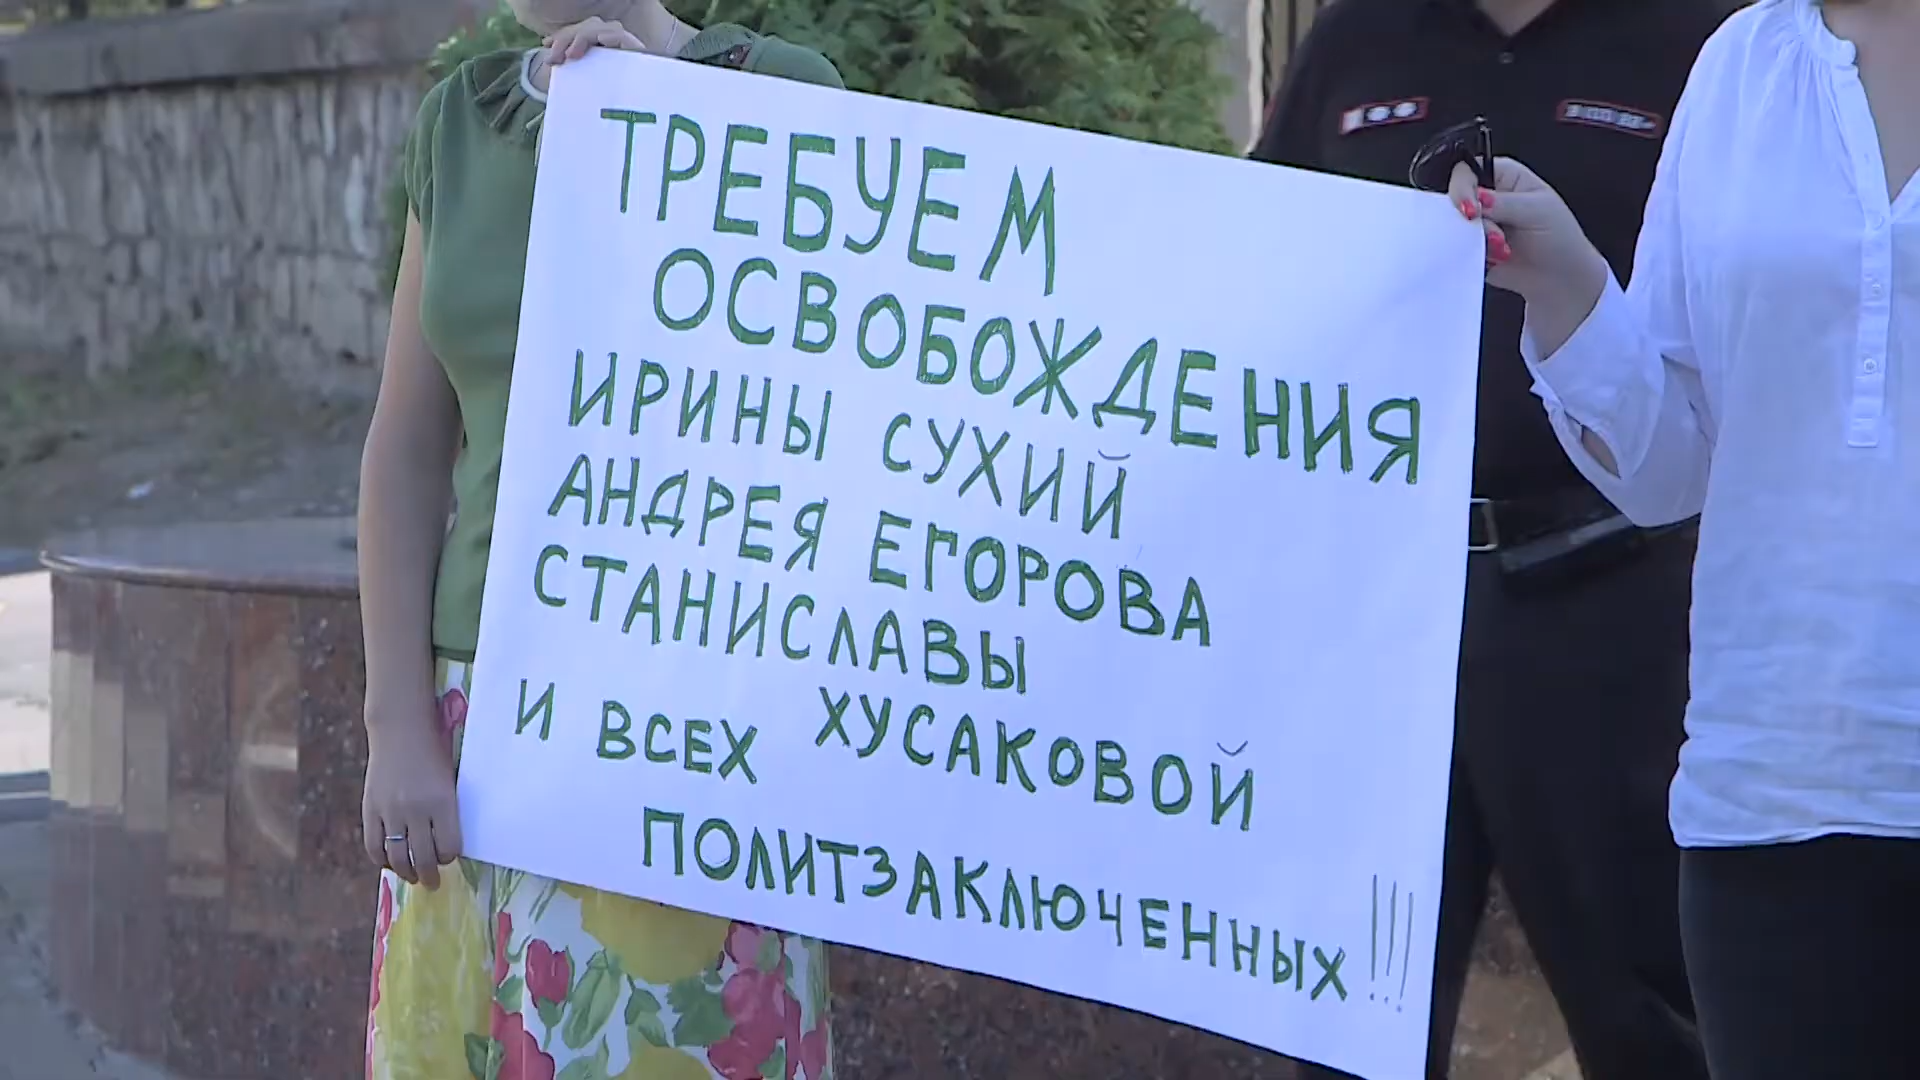 ТРЕБУЕМ
ОСВОБОЖДЕНИЯ
ИРИНЫ СУХИЙ
АНДРЕЯ ЕГОРОВА
СТАНИСЛАВЫ
ХУСАКОВОЙ
И ВСЕХ
ПОЛИТЗАКЛЮЧЕННЫХ!!!